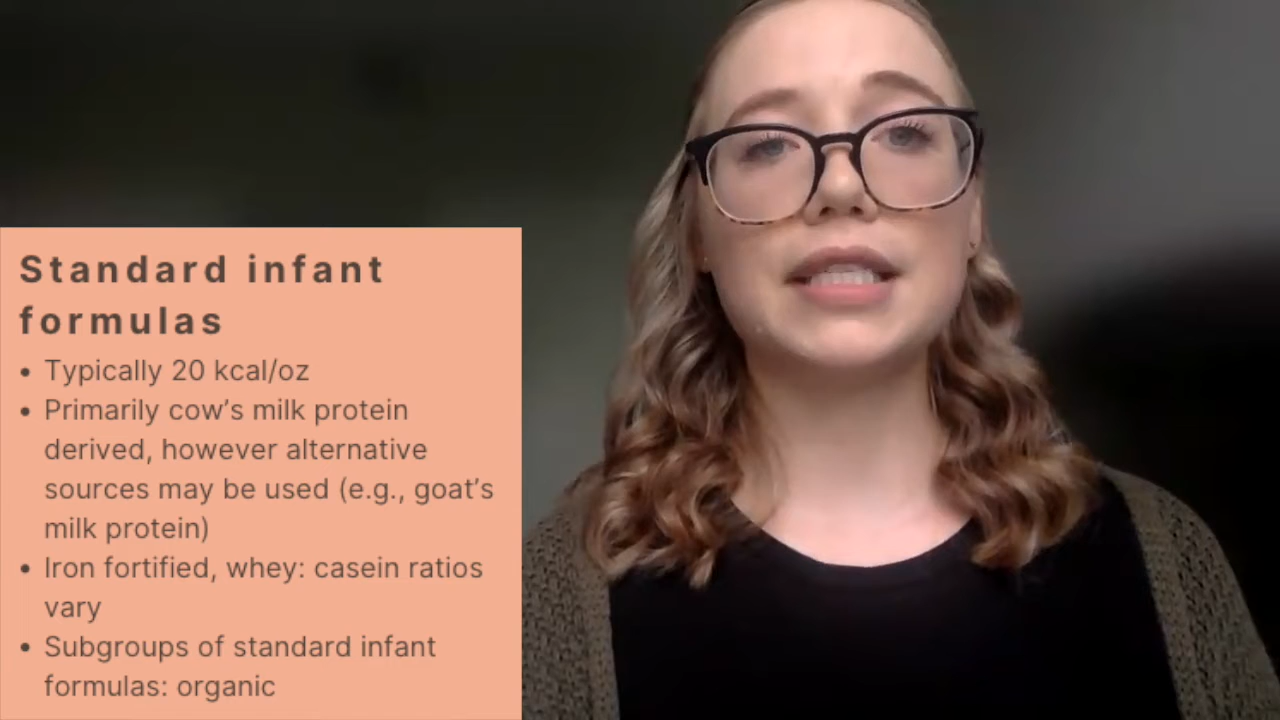 Standard infant
formulas
• Typically 20 kcal/oz
• Primarily cow’s milk protein
derived, however alternative
sources may be used (e.g., goat’s
milk protein)
• Iron fortified, whey: casein ratios
vary
• Subgroups of standard infant
formulas: organic